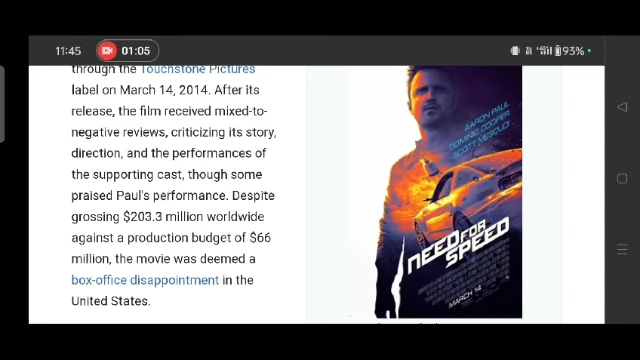 11:45
01:05
93%
through the Touchstone Pictures
label on March 14, 2014. After its
release, the film received mixed-to-
negative reviews, criticizing its story,
direction, and the performances of
the supporting cast, though some
praised Paul's performance. Despite
grossing $203.3 million worldwide
against a production budget of $66
million, the movie was deemed a
box-office disappointment in the
United States.
AARON PAUL
DOMINIC COOPER
SCOTT MESCUDI
NEED FOR
SPEED
MARCH 14